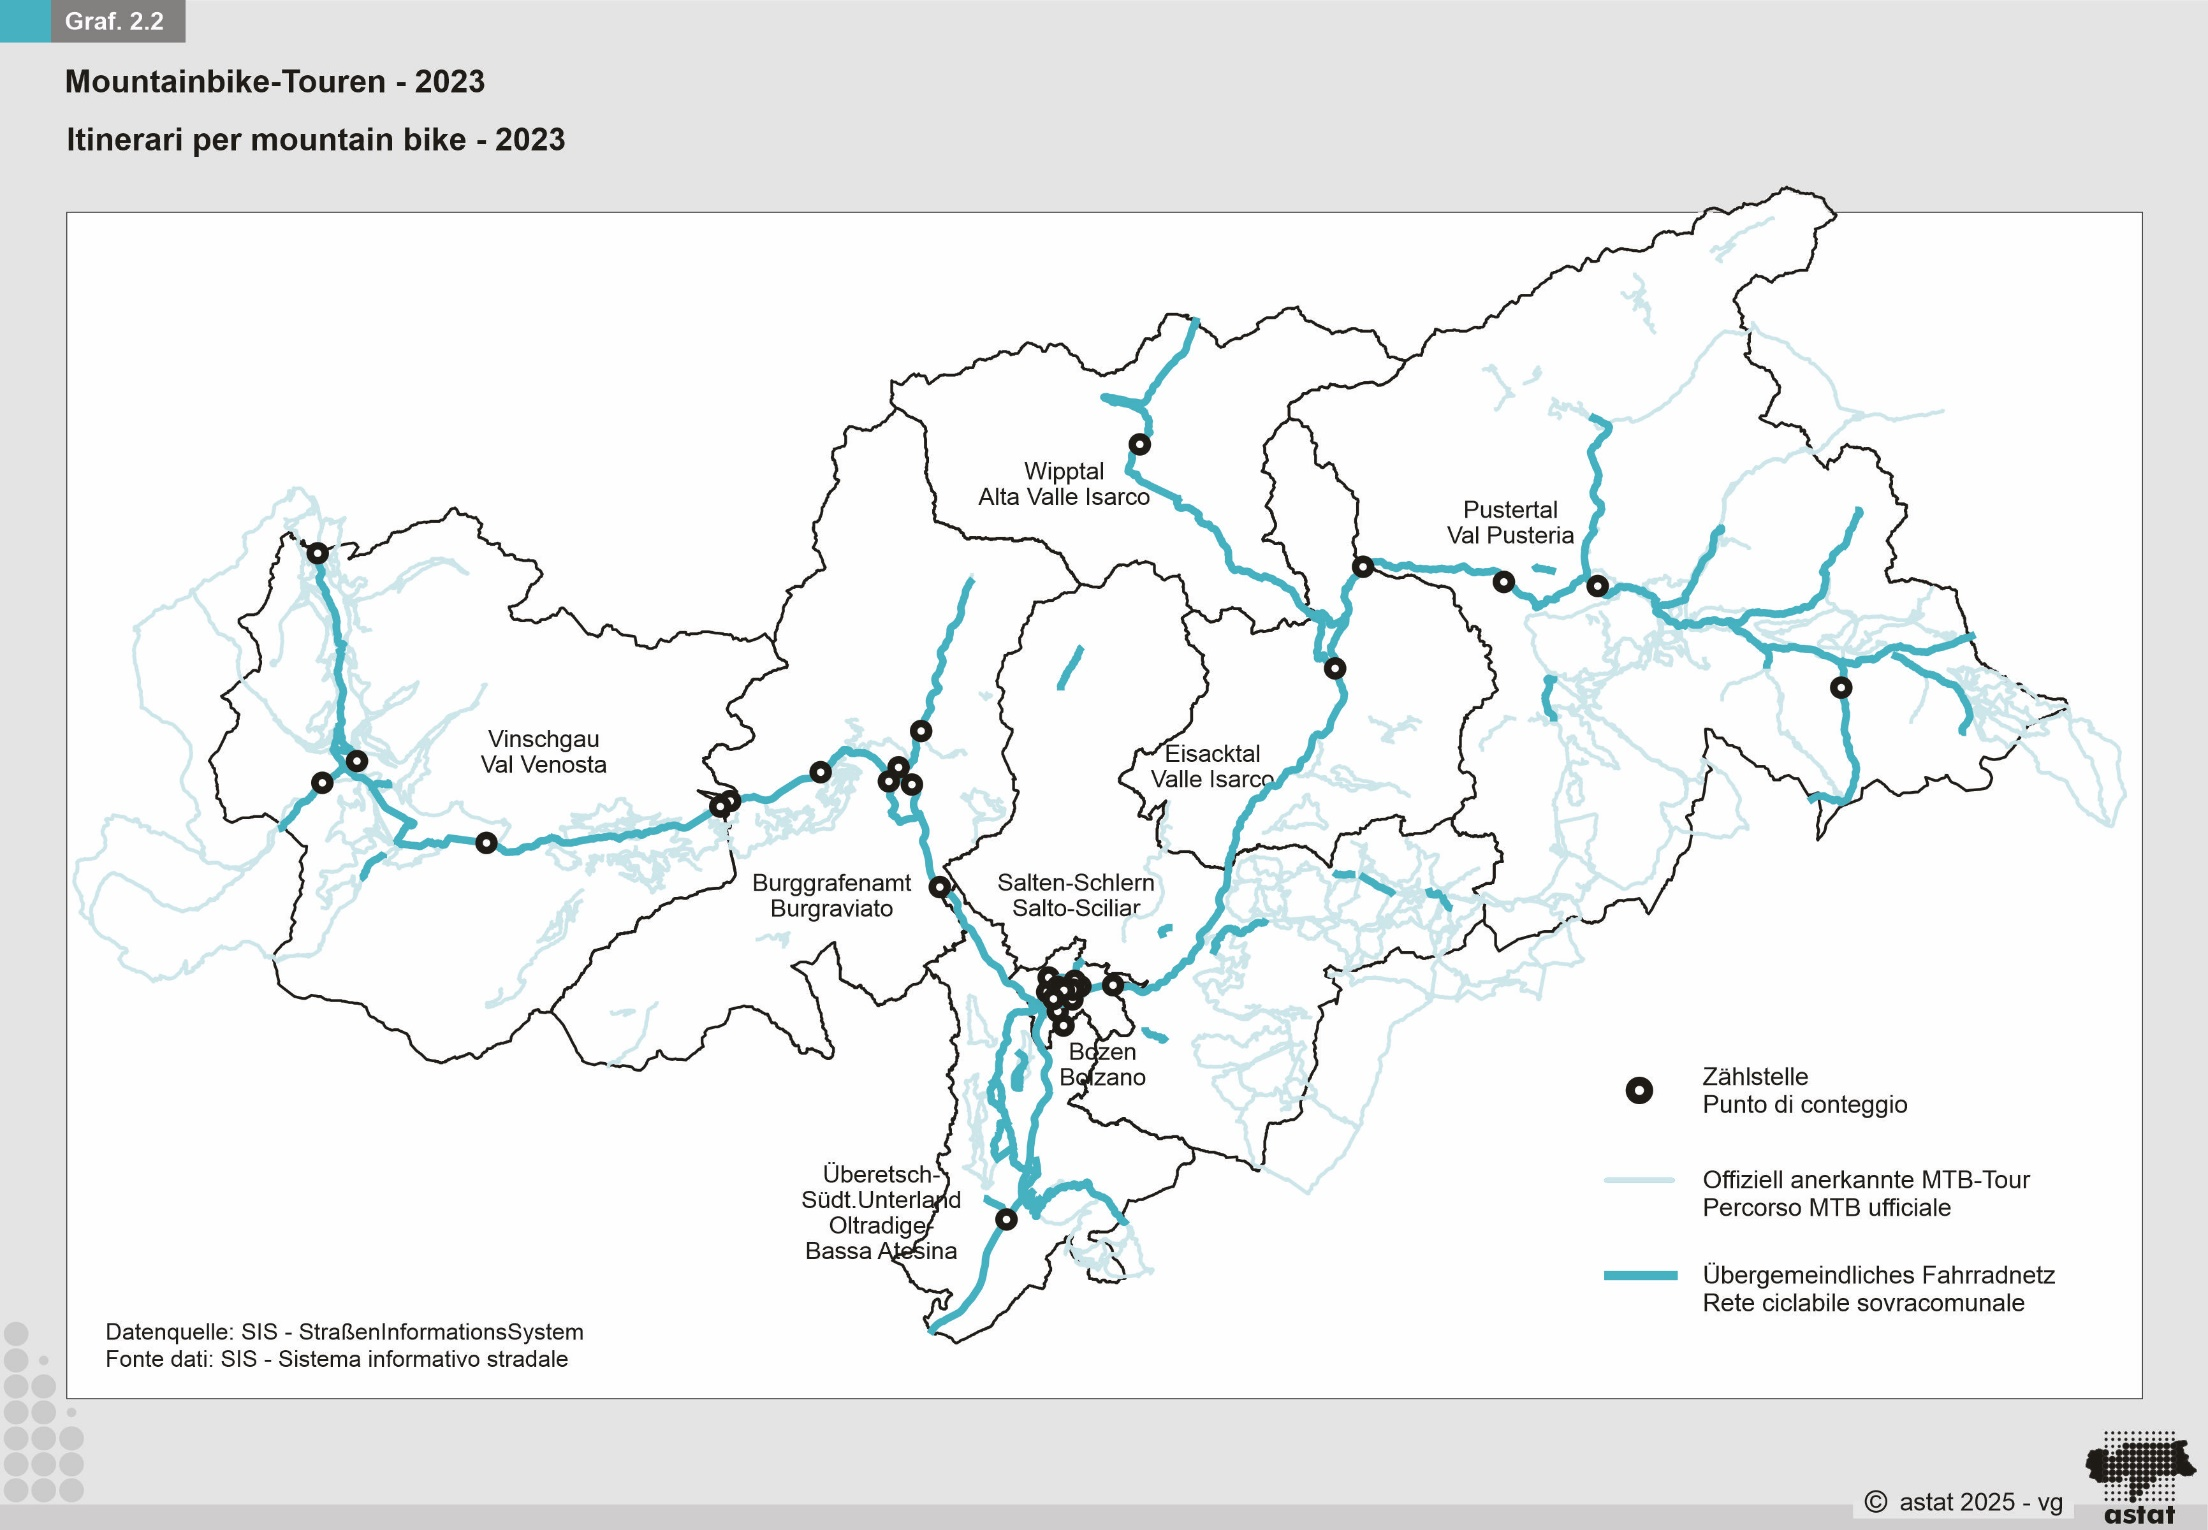 Graf. 2.2
Mountainbike-Touren - 2023
Itinerari per mountain bike - 2023
Wipptal
Alta Valle Isarco
Pustertal
Val Pusteria
Vinschgau
Val Venosta
Eisacktal
Valle Isarco
Burggrafenamt
Burgraviato
Salten-Schlern
Salto-Sciliar
Bozen
Bolzano
Überetsch-
Südt.Unterland
Oltradige-
Bassa Atesina
Zählstelle
Punto di conteggio
Offiziell anerkannte MTB-Tour
Percorso MTB ufficiale
Übergemeindliches Fahrradnetz
Rete ciclabile sovracomunale
Datenquelle: SIS - StraßenInformationsSystem
Fonte dati: SIS - Sistema informativo stradale
© astat 2025 - vg
astat